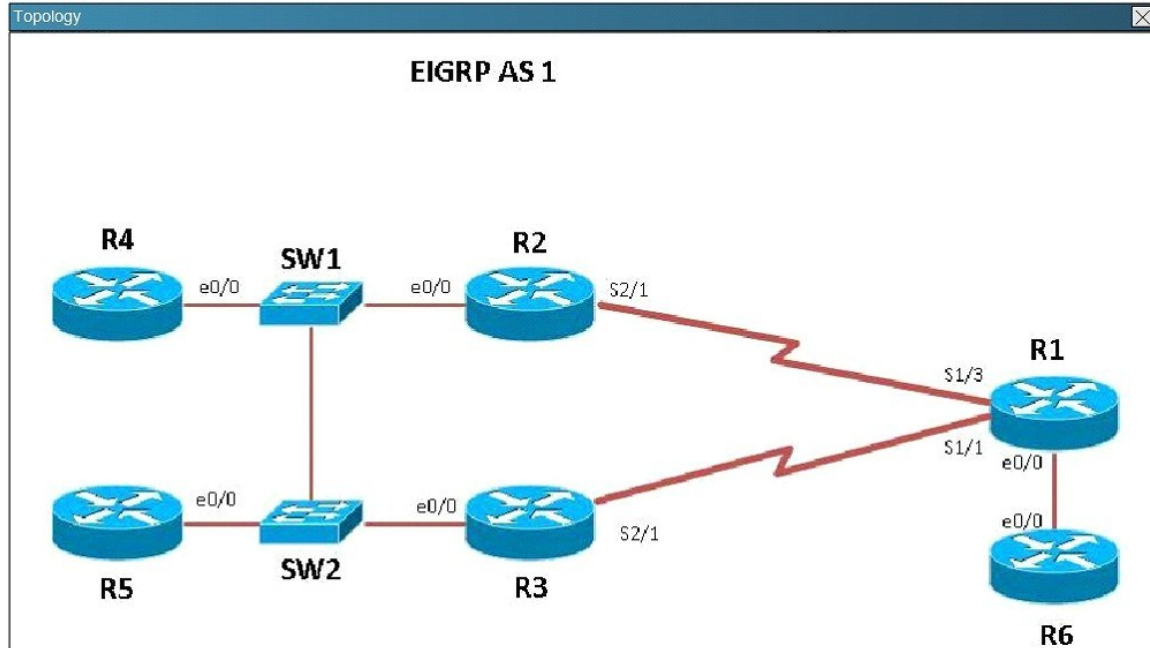 Topology
EIGRP AS 1
R4
SW1
R2
e0/0
e0/0
S2/1
R1
S1/3
S1/1
e0/0
e0/0
e0/0
e0/0
S2/1
R5
SW2
R3
R6